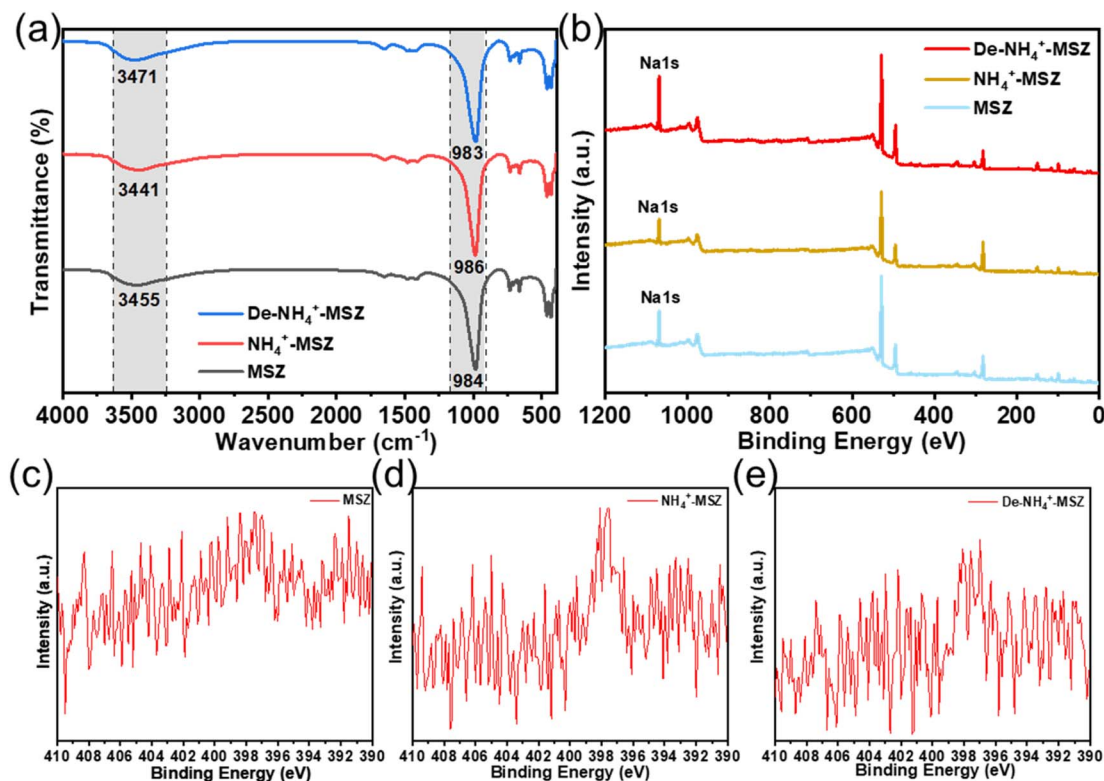 (a)
Transmittance (%)
3471
3441
3455
983
986
984
De-NH₄⁺-MSZ
NH₄⁺-MSZ
MSZ
4000 3500 3000 2500 2000 1500 1000 500
Wavenumber (cm⁻¹)
(b)
Intensity (a.u.)
Na1s
Na1s
Na1s
De-NH₄⁺-MSZ
NH₄⁺-MSZ
MSZ
1200 1000 800 600 400 200 0
Binding Energy (eV)
(c)
MSZ
Intensity (a.u.)
410 408 406 404 402 400 398 396 394 392 390
Binding Energy (eV)
(d)
NH₄⁺-MSZ
Intensity (a.u.)
410 408 406 404 402 400 398 396 394 392 390
Binding Energy (eV)
(e)
De-NH₄⁺-MSZ
Intensity (a.u.)
410 408 406 404 402 400 398 396 394 392 390
Binding Energy (eV)